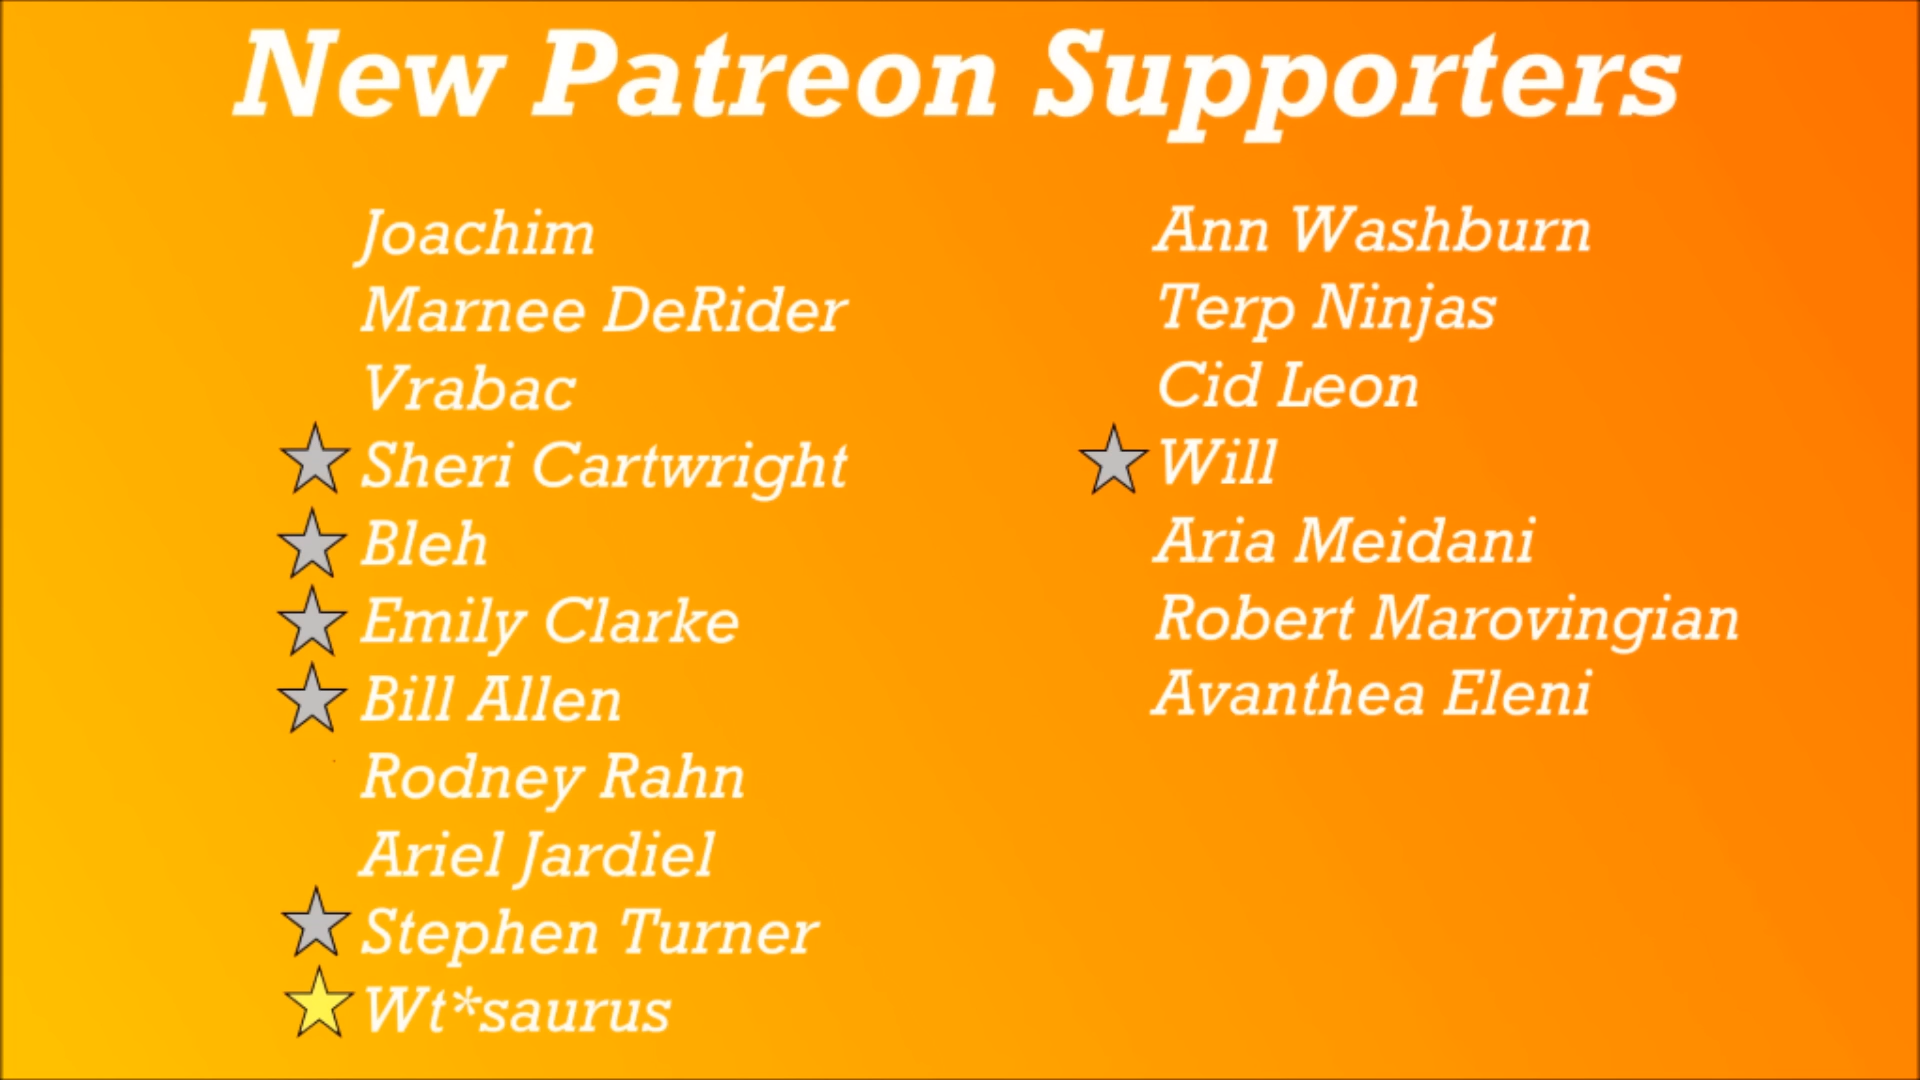 New Patreon Supporters
Joachim
Marnee DeRider
Vrabac
Sheri Cartwright
Bleh
Emily Clarke
Bill Allen
Rodney Rahn
Ariel Jardiel
Stephen Turner
Wt*saurus
Ann Washburn
Terp Ninjas
Cid Leon
Will
Aria Meidani
Robert Marovingian
Avanthea Eleni